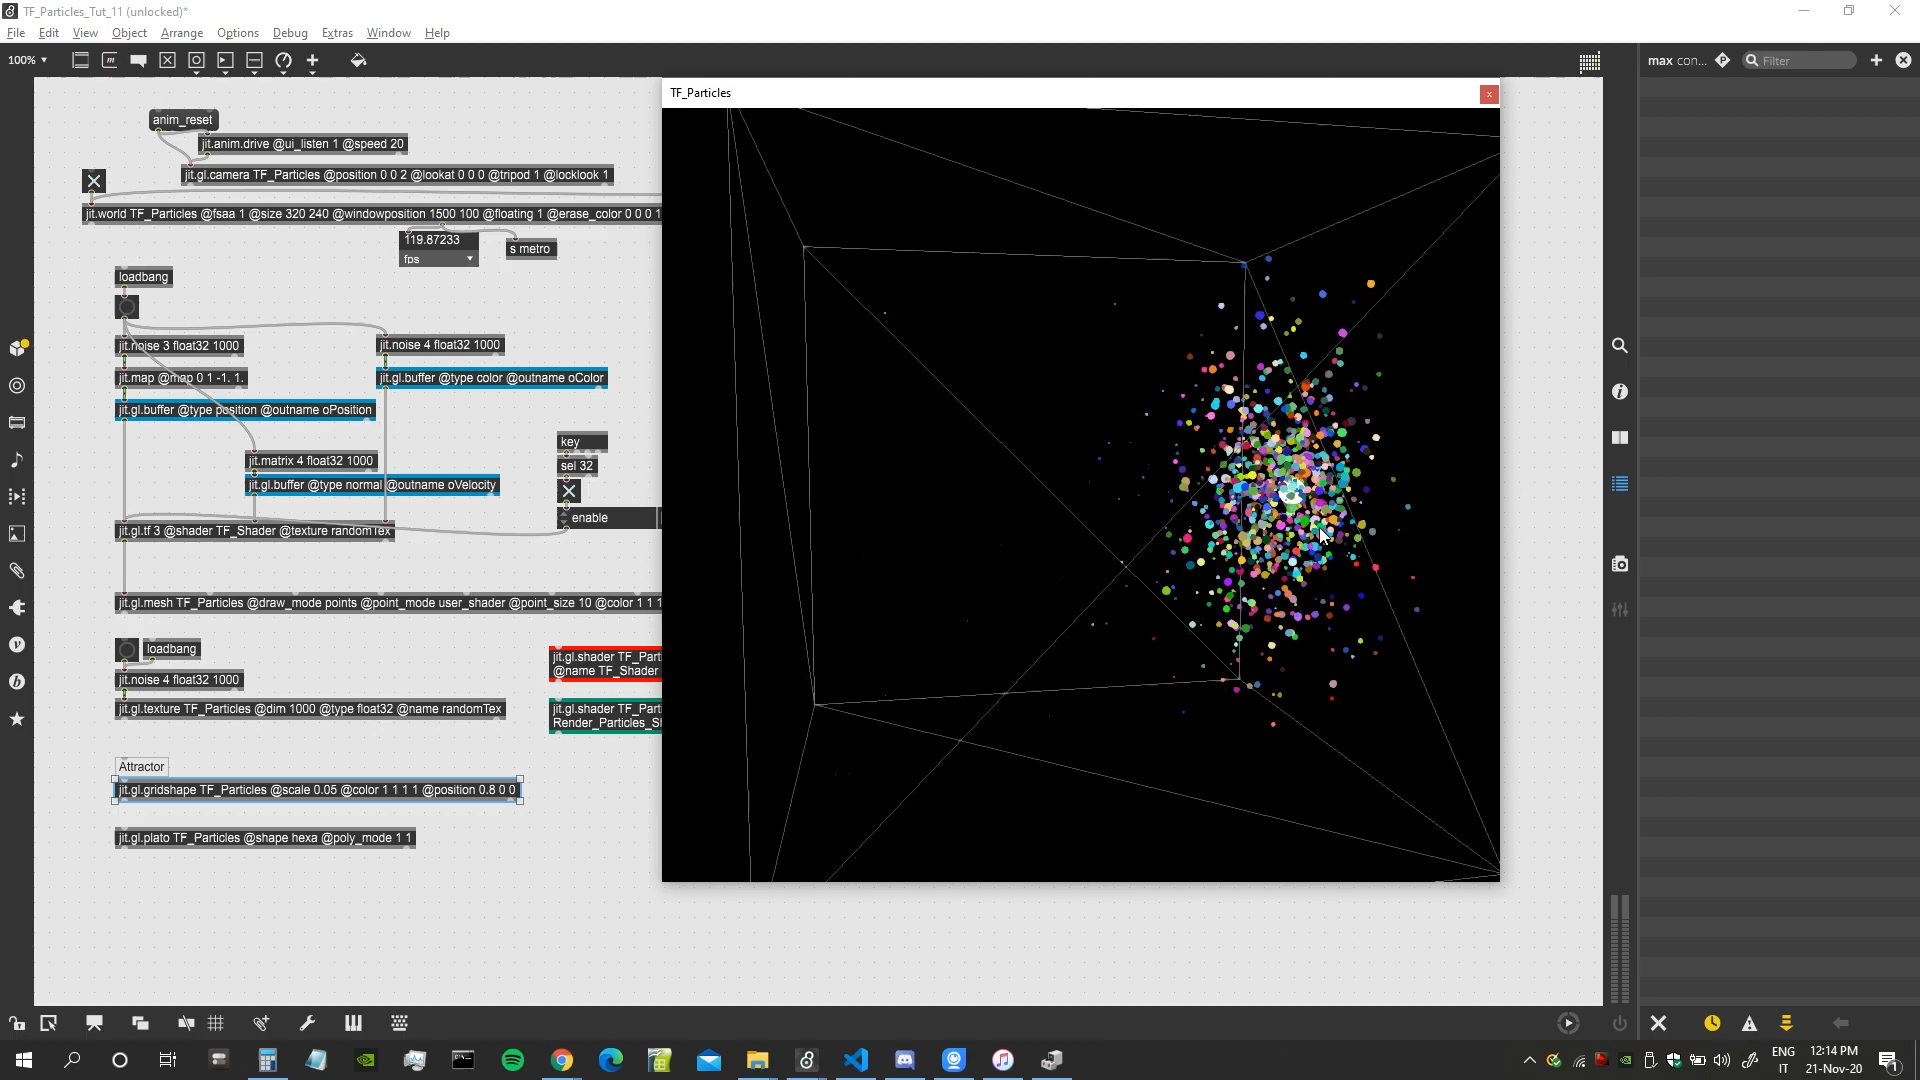 TF_Particles_Tut_11 (unlocked)*
File Edit View Object Arrange Options Debug Extras Window Help
100%
max con...
Filter
TF_Particles
x
anim_reset
jit.anim.drive @ui_listen 1 @speed 20
jit.gl.camera TF_Particles @position 0 0 2 @lookat 0 0 0 @tripod 1 @locklook 1
jit.world TF_Particles @fsaa 1 @size 320 240 @windowposition 1500 100 @floating 1 @erase_color 0 0 0 1
119.87233
fps
s metro
loadbang
jit.noise 3 float32 1000
jit.noise 4 float32 1000
jit.map @map 0 1 -1. 1.
jit.gl.buffer @type color @outname oColor
jit.gl.buffer @type position @outname oPosition
key
jit.matrix 4 float32 1000
sel 32
jit.gl.buffer @type normal @outname oVelocity
enable
jit.gl.tf 3 @shader TF_Shader @texture randomTex
jit.gl.mesh TF_Particles @draw_mode points @point_mode user_shader @point_size 10 @color 1 1 1
loadbang
jit.gl.shader TF_Parti
@name TF_Shader
jit.noise 4 float32 1000
jit.gl.texture TF_Particles @dim 1000 @type float32 @name randomTex
jit.gl.shader TF_Parti
Render_Particles_Sh
Attractor
jit.gl.gridshape TF_Particles @scale 0.05 @color 1 1 1 1 @position 0.8 0 0
jit.gl.plato TF_Particles @shape hexa @poly_mode 1 1
ENG
IT
12:14 PM
21-Nov-20
1